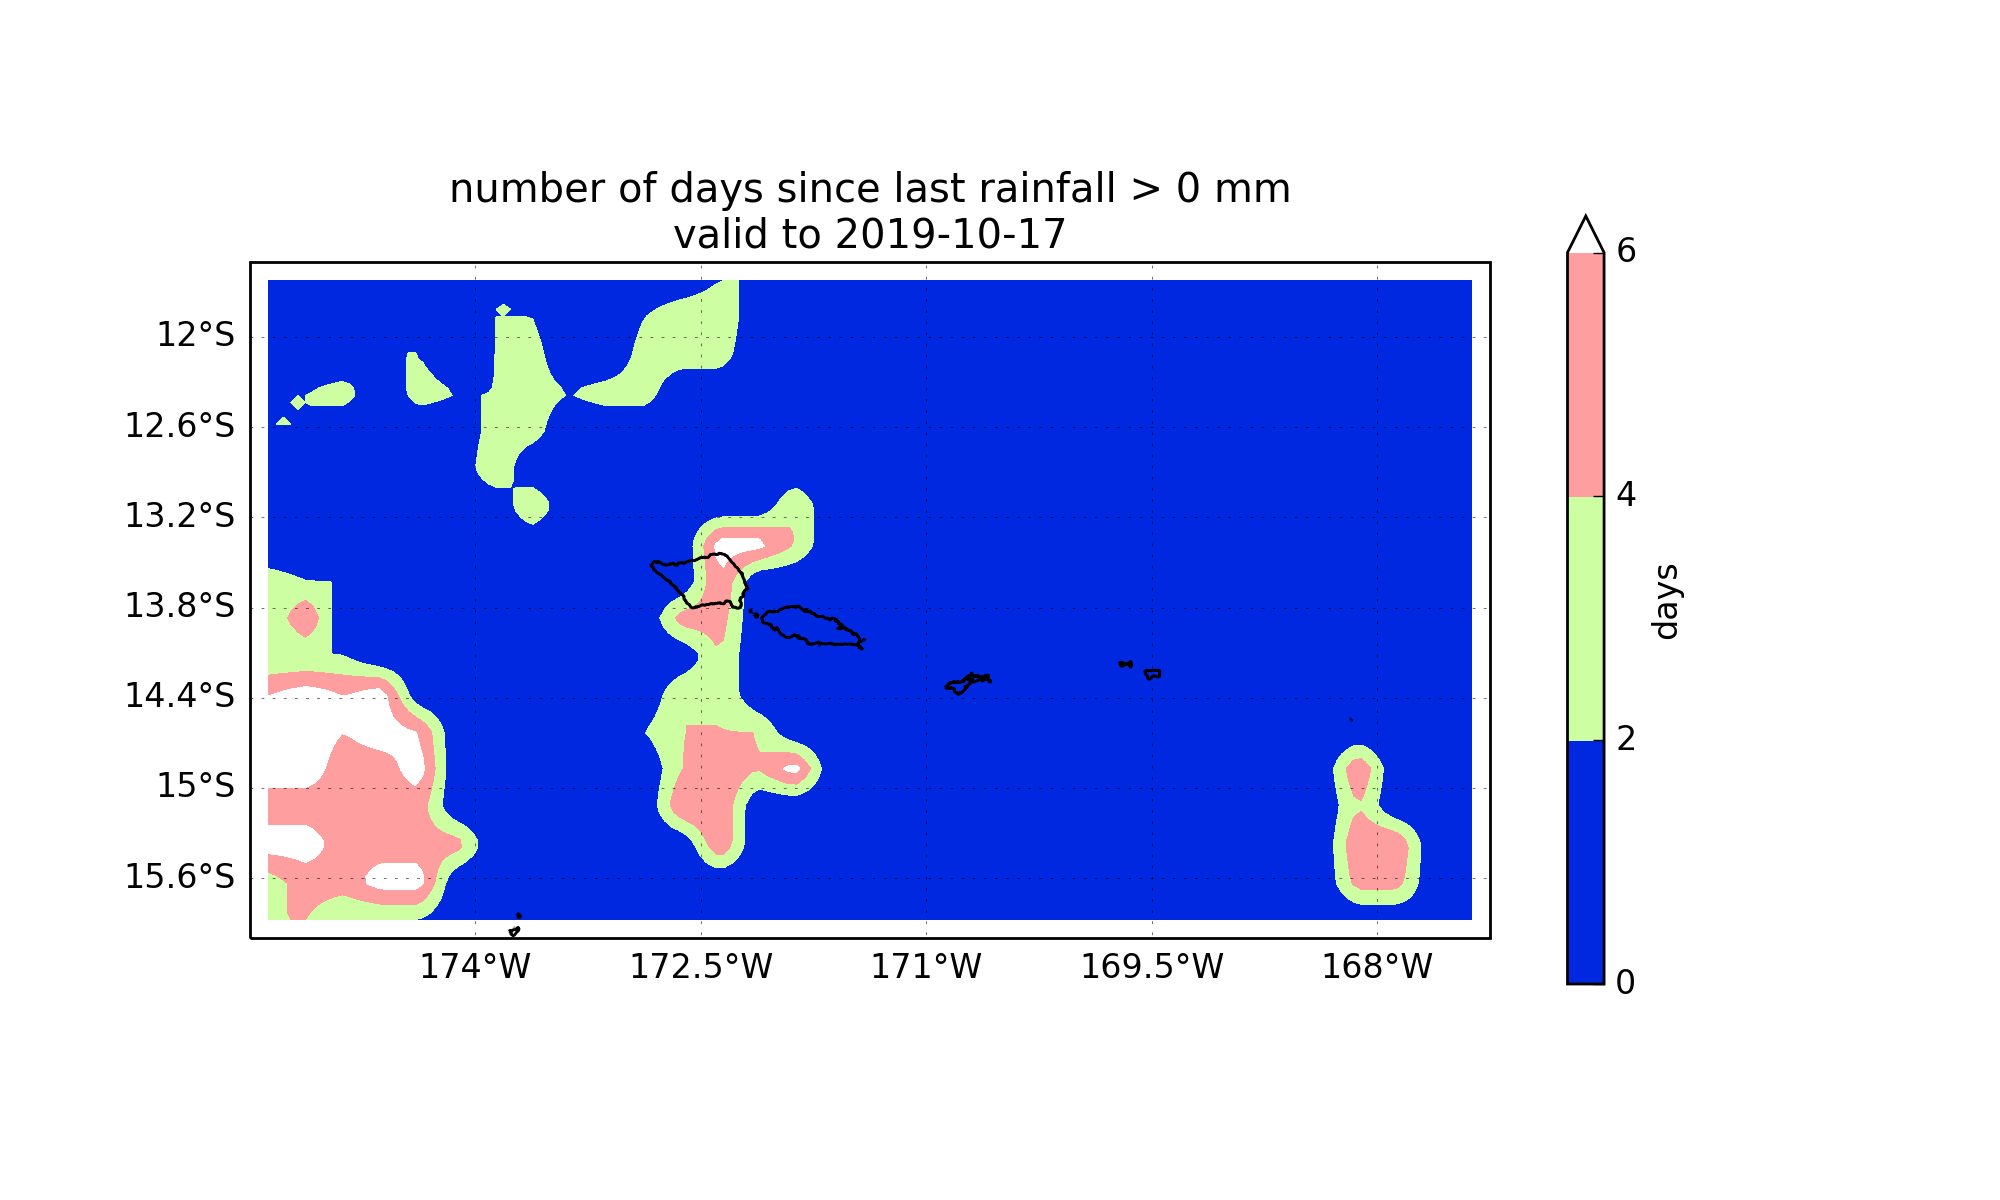 number of days since last rainfall > 0 mm
valid to 2019-10-17
12°S
12.6°S
13.2°S
13.8°S
14.4°S
15°S
15.6°S
174°W 172.5°W 171°W 169.5°W 168°W
6
4
2
0
days